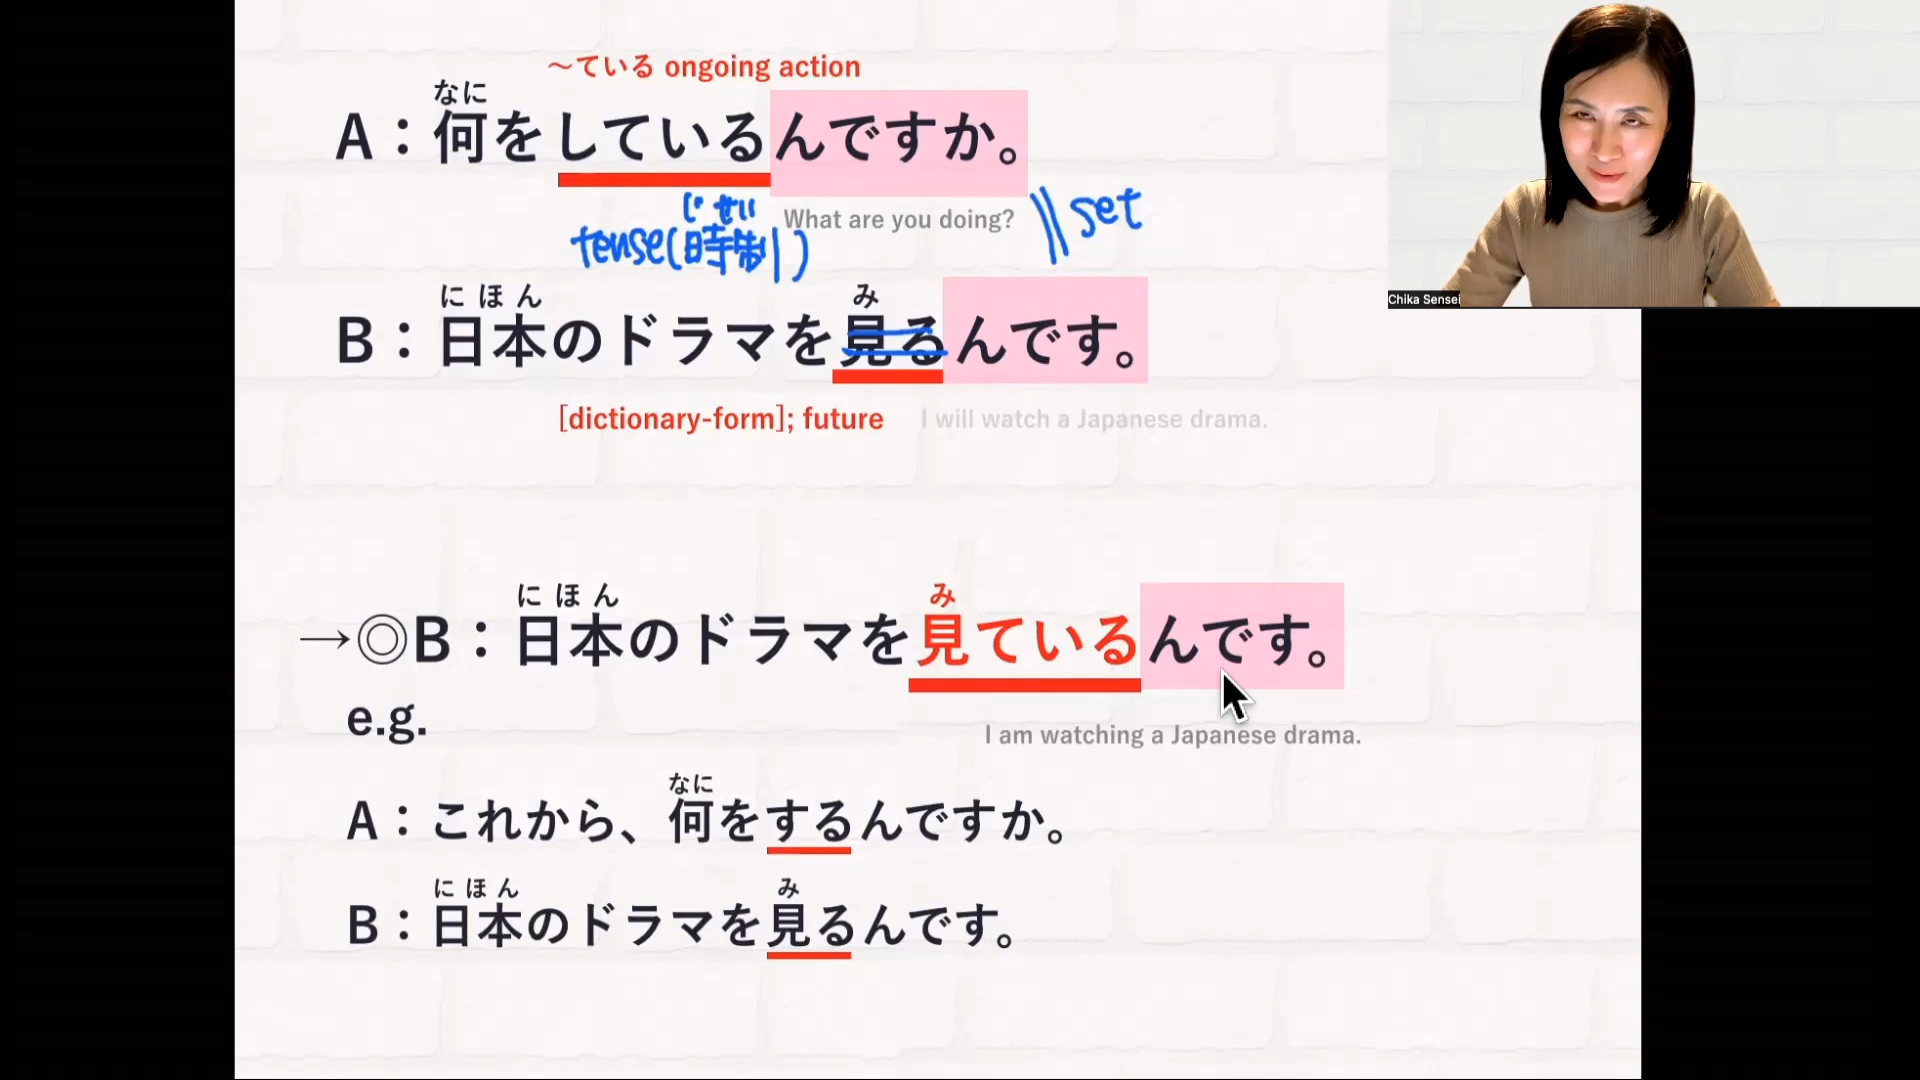 〜ている ongoing action
なに
A：何をしているんですか。
じせい
tense(時制)
What are you doing?
set
にほん み
B：日本のドラマを見るんです。
[dictionary-form]; future I will watch a Japanese drama.
にほん み
→◎B：日本のドラマを見ているんです。
I am watching a Japanese drama.
e.g.
なに
A：これから、何をするんですか。
にほん み
B：日本のドラマを見るんです。
Chika Sensei